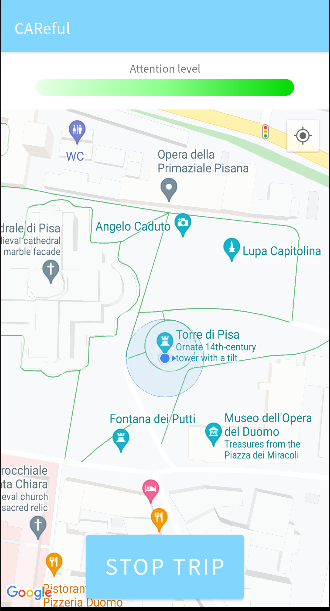 CAReful
Attention level
WC
Opera della
Primaziale Pisana
Angelo Caduto
drale di Pisa
ieval cathedral
marble facade
Lupa Capitolina
Torre di Pisa
Ornate 14th-century
tower with a tilt
Fontana dei Putti
Museo dell'Opera
del Duomo
Treasures from the
Piazza dei Miracoli
rocchiale
nta Chiara
eval church
sacred relic
STOP TRIP
Google
Ristoran
Pizzeria Duomo